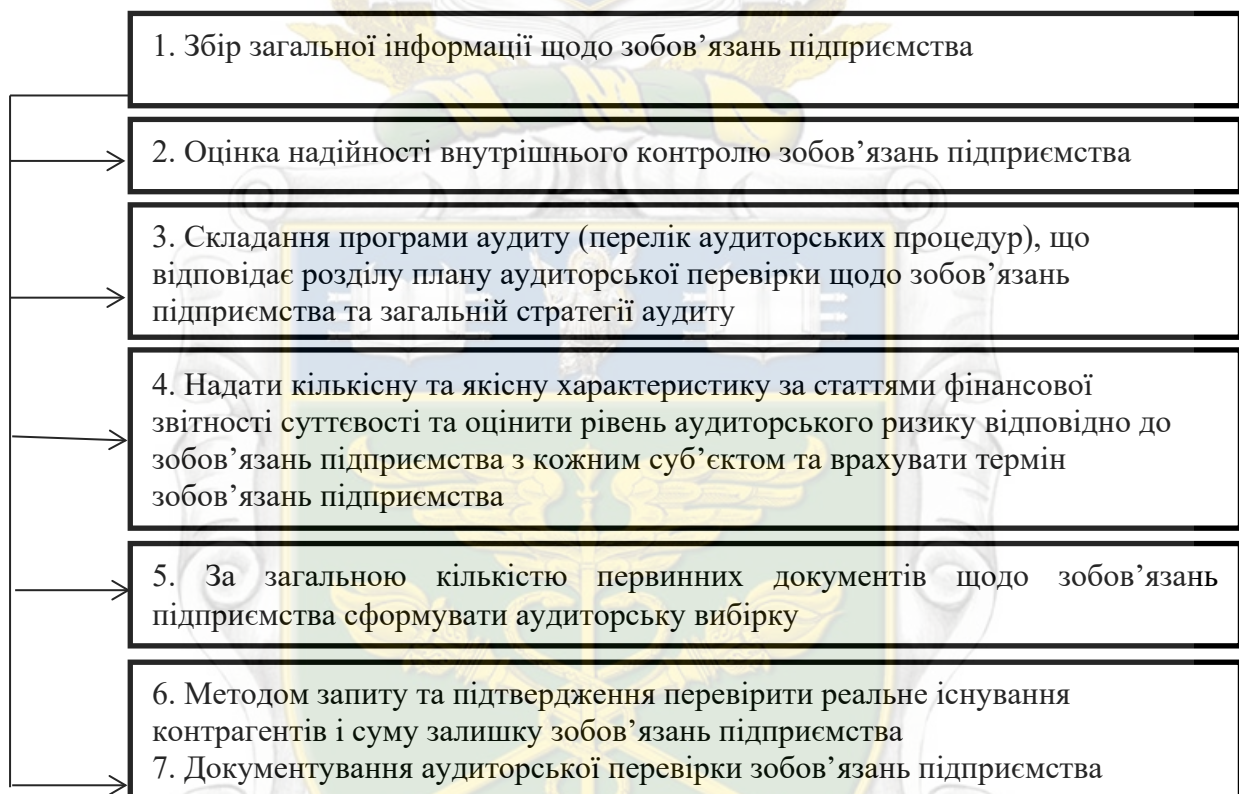 1. Збір загальної інформації щодо зобов’язань підприємства
2. Оцінка надійності внутрішнього контролю зобов’язань підприємства
3. Складання програми аудиту (перелік аудиторських процедур), що
відповідає розділу плану аудиторської перевірки щодо зобов’язань
підприємства та загальній стратегії аудиту
4. Надати кількісну та якісну характеристику за статтями фінансової
звітності суттєвості та оцінити рівень аудиторського ризику відповідно до
зобов’язань підприємства з кожним суб’єктом та врахувати термін
зобов’язань підприємства
5. За загальною кількістю первинних документів щодо зобов’язань
підприємства сформувати аудиторську вибірку
6. Методом запиту та підтвердження перевірити реальне існування
контрагентів і суму залишку зобов’язань підприємства
7. Документування аудиторської перевірки зобов’язань підприємства